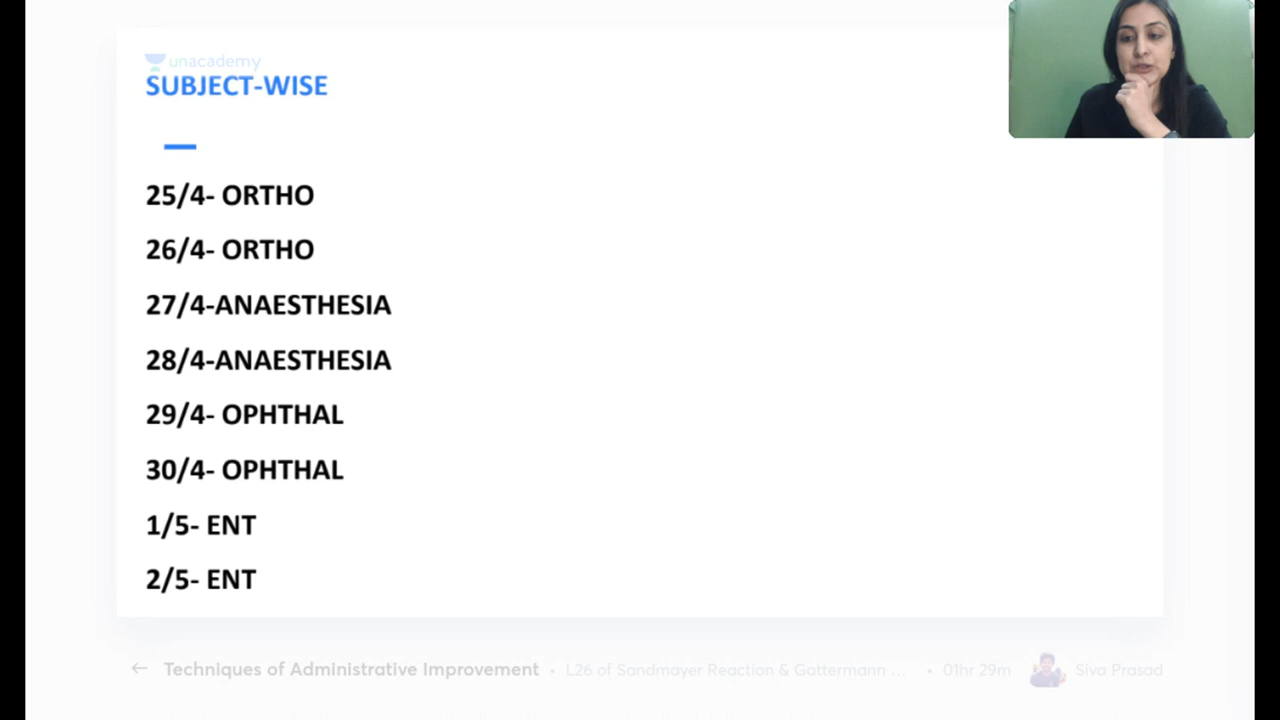 unacademy
SUBJECT-WISE
25/4- ORTHO
26/4- ORTHO
27/4-ANAESTHESIA
28/4-ANAESTHESIA
29/4- OPHTHAL
30/4- OPHTHAL
1/5- ENT
2/5- ENT
← Techniques of Administrative Improvement • L26 of Sandmayer Reaction & Gattermann ... • 01hr 29m Siva Prasad